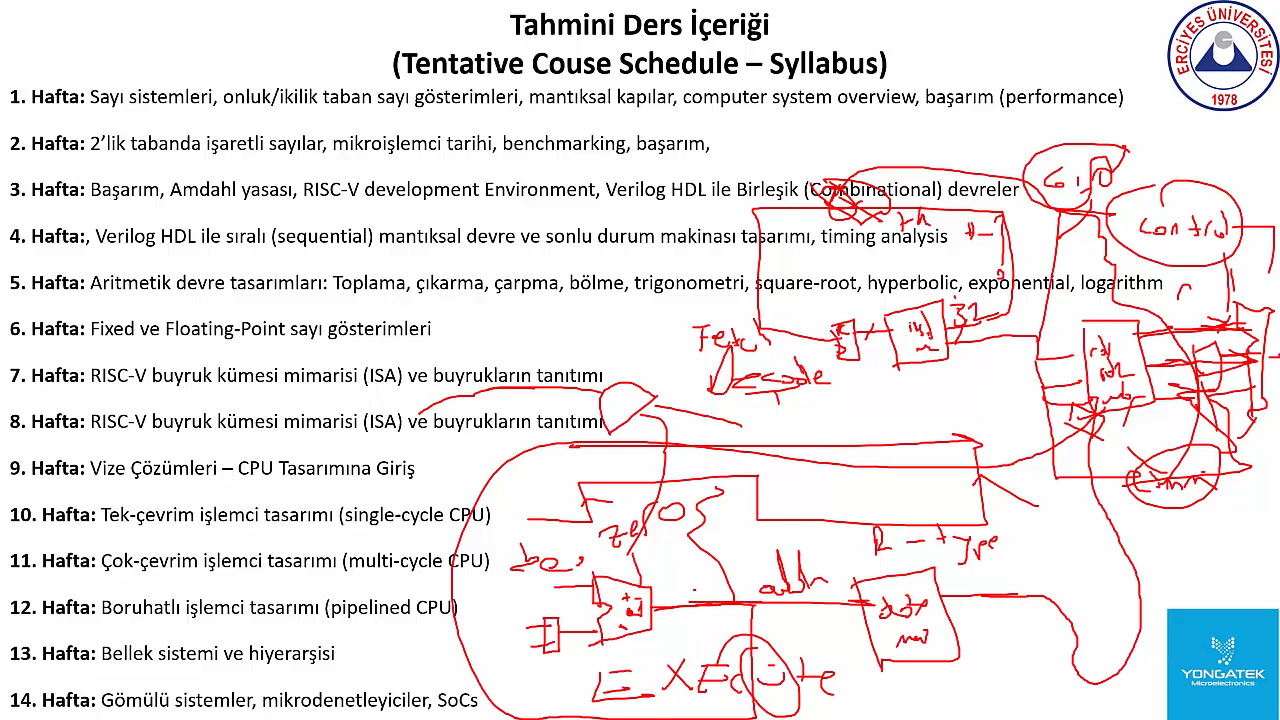 Tahmini Ders İçeriği
(Tentative Couse Schedule – Syllabus)
ERCİYES ÜNİVERSİTESİ
1978
1. Hafta: Sayı sistemleri, onluk/ikilik taban sayı gösterimleri, mantıksal kapılar, computer system overview, başarım (performance)
2. Hafta: 2’lik tabanda işaretli sayılar, mikroişlemci tarihi, benchmarking, başarım,
3. Hafta: Başarım, Amdahl yasası, RISC-V development Environment, Verilog HDL ile Birleşik (Combinational) devreler
4. Hafta:, Verilog HDL ile sıralı (sequential) mantıksal devre ve sonlu durum makinası tasarımı, timing analysis
control
5. Hafta: Aritmetik devre tasarımları: Toplama, çıkarma, çarpma, bölme, trigonometri, square-root, hyperbolic, exponential, logarithm
32
6. Hafta: Fixed ve Floating-Point sayı gösterimleri
Fetch
7. Hafta: RISC-V buyruk kümesi mimarisi (ISA) ve buyrukların tanıtımı
Decode
8. Hafta: RISC-V buyruk kümesi mimarisi (ISA) ve buyrukların tanıtımı
9. Hafta: Vize Çözümleri – CPU Tasarımına Giriş
10. Hafta: Tek-çevrim işlemci tasarımı (single-cycle CPU)
zero
R-type
11. Hafta: Çok-çevrim işlemci tasarımı (multi-cycle CPU)
12. Hafta: Boruhatlı işlemci tasarımı (pipelined CPU)
13. Hafta: Bellek sistemi ve hiyerarşisi
EXEcute
14. Hafta: Gömülü sistemler, mikrodenetleyiciler, SoCs
YONGATEK
Microelectronics